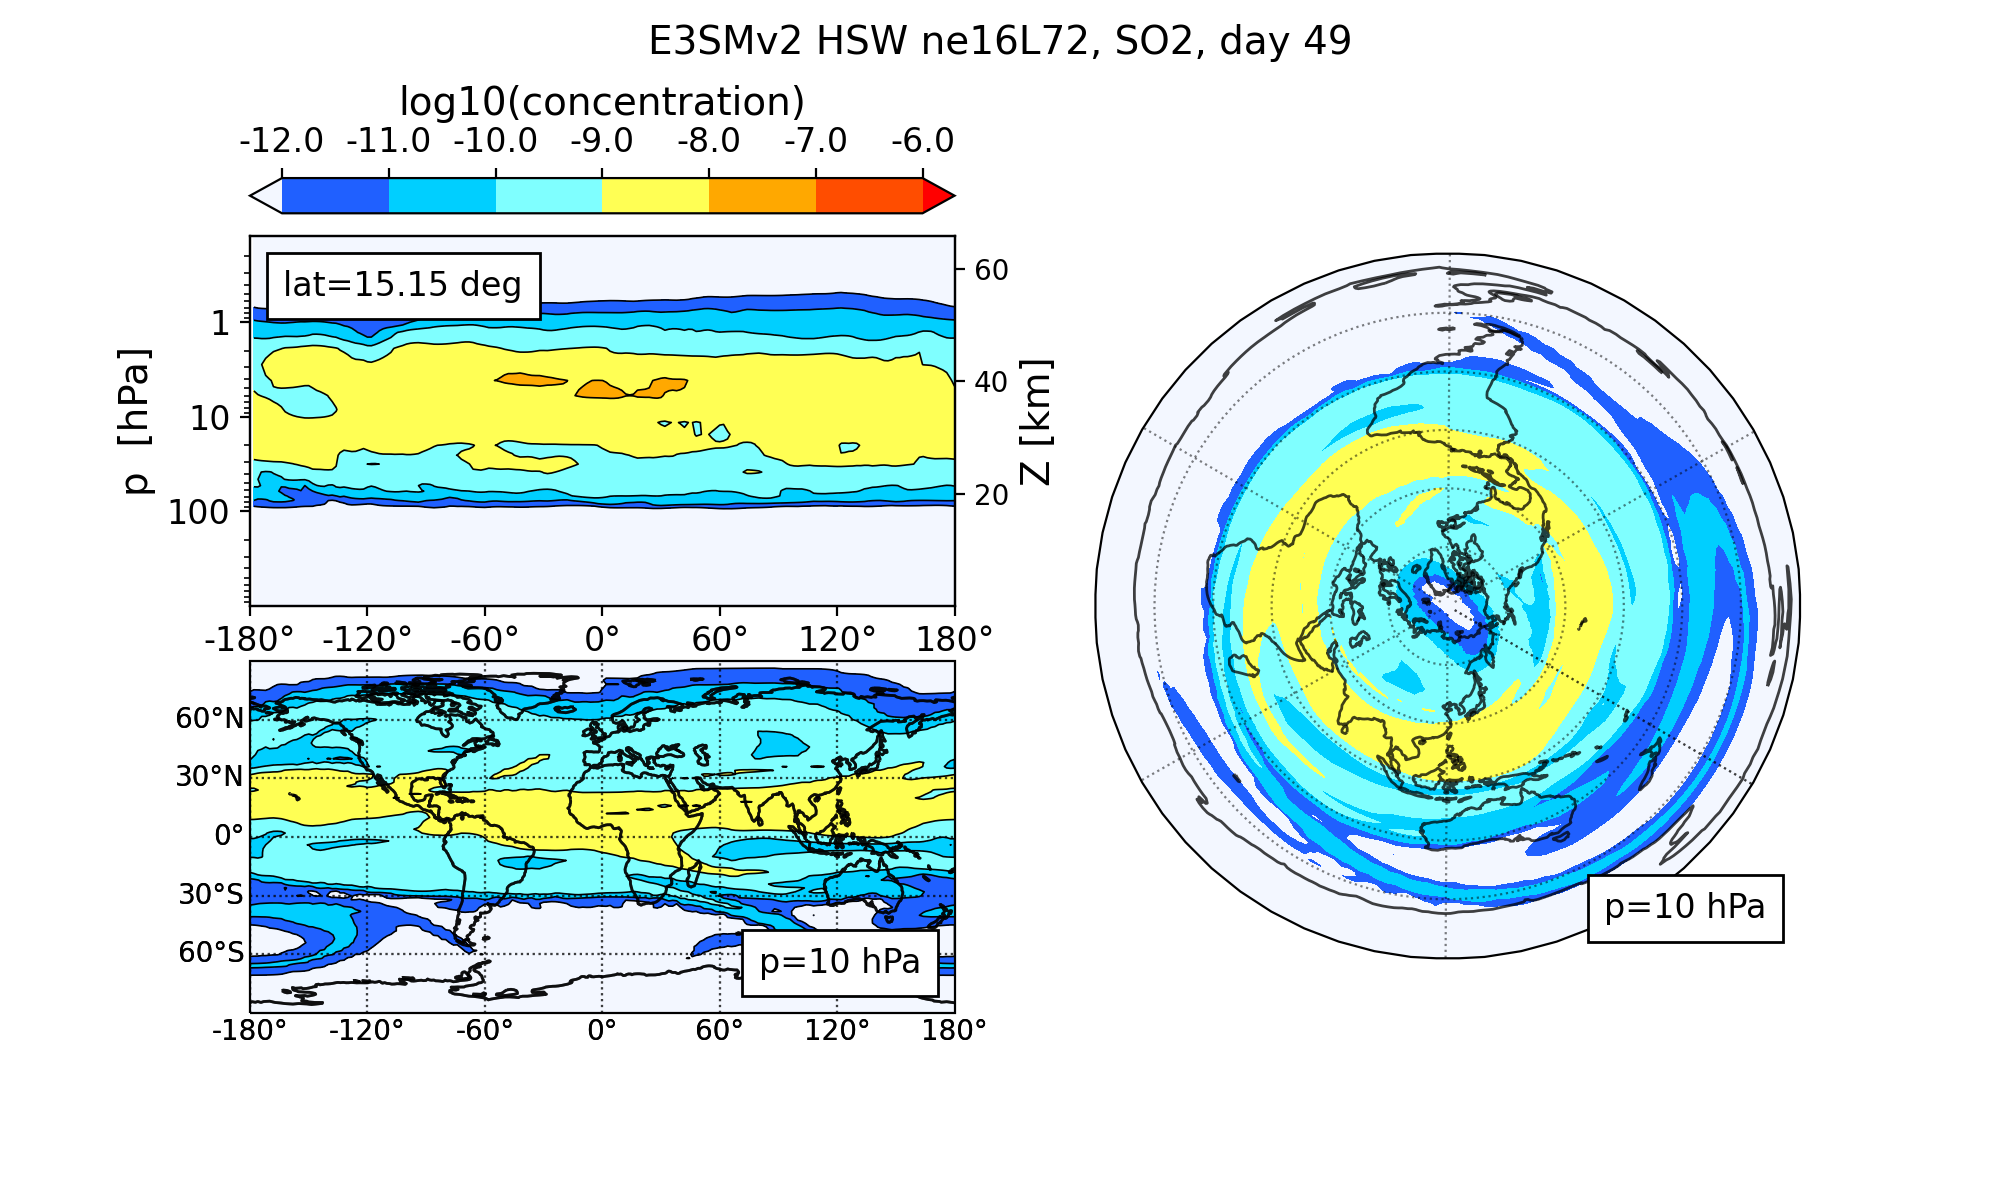 E3SMv2 HSW ne16L72, SO2, day 49
log10(concentration)
-12.0 -11.0 -10.0 -9.0 -8.0 -7.0 -6.0
lat=15.15 deg
p [hPa]
1
10
100
60
40
20
Z [km]
-180° -120° -60° 0° 60° 120° 180°
60°N
30°N
0°
30°S
60°S
p=10 hPa
-180° -120° -60° 0° 60° 120° 180°
p=10 hPa